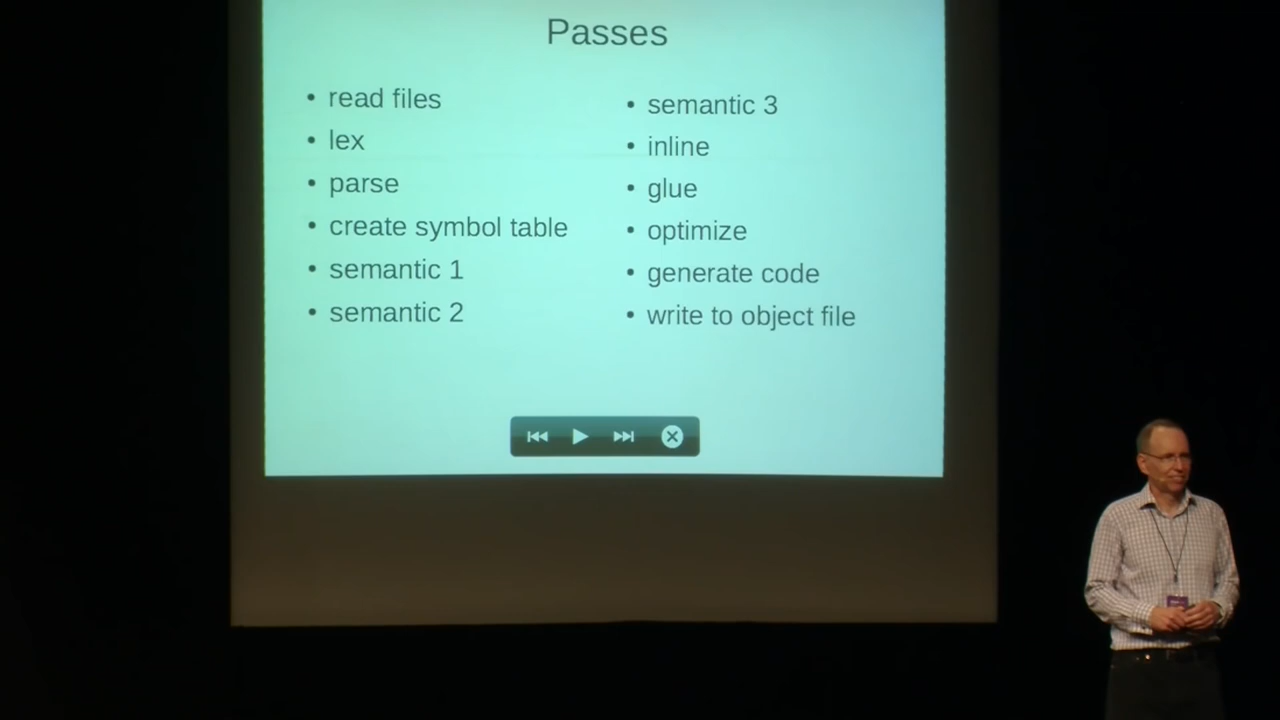 Passes
• read files
• lex
• parse
• create symbol table
• semantic 1
• semantic 2
• semantic 3
• inline
• glue
• optimize
• generate code
• write to object file